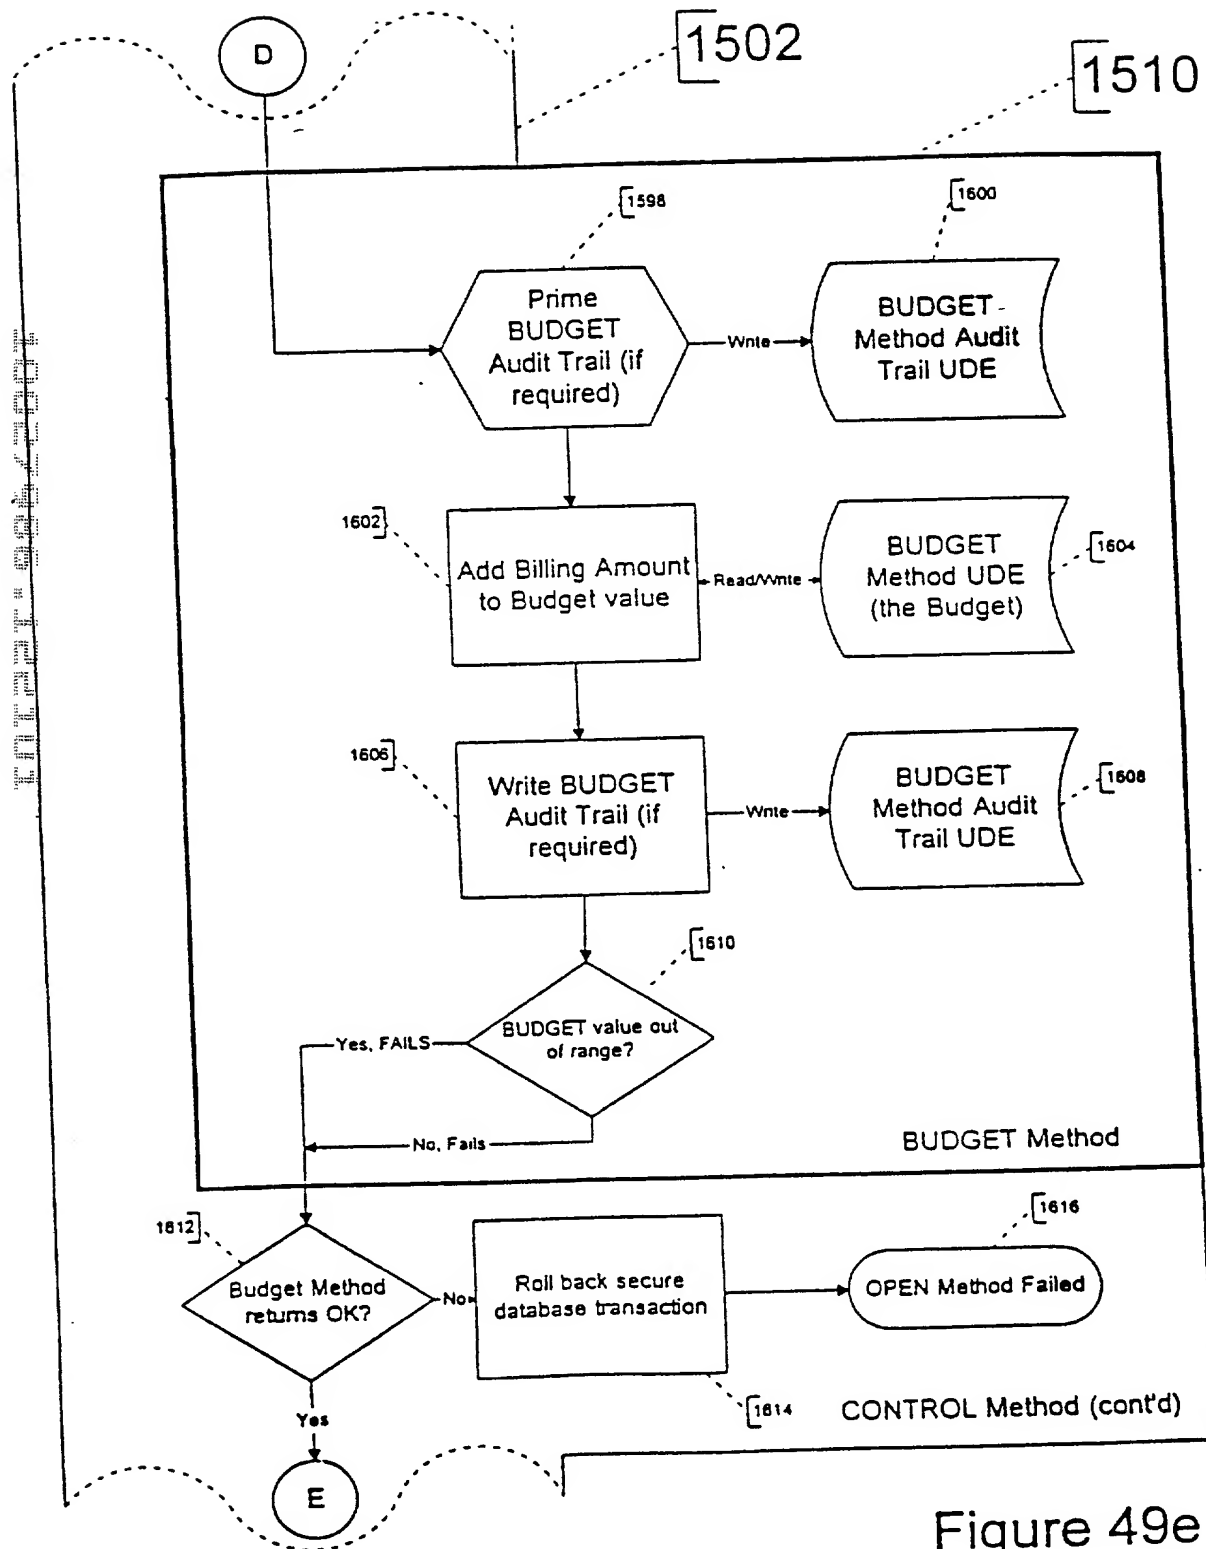 D
1502
1510
1598
1600
Prime
BUDGET
Audit Trail (if
required)
Write
BUDGET
Method Audit
Trail UDE
1602
Add Billing Amount
to Budget value
Read/Write
BUDGET
Method UDE
(the Budget)
1604
1606
Write BUDGET
Audit Trail (if
required)
Write
BUDGET
Method Audit
Trail UDE
1608
1610
BUDGET value out
of range?
Yes, FAILS
No, Fails
BUDGET Method
1612
Budget Method
returns OK?
No
Roll back secure
database transaction
1616
OPEN Method Failed
1614
CONTROL Method (cont'd)
Yes
E
Figure 49e